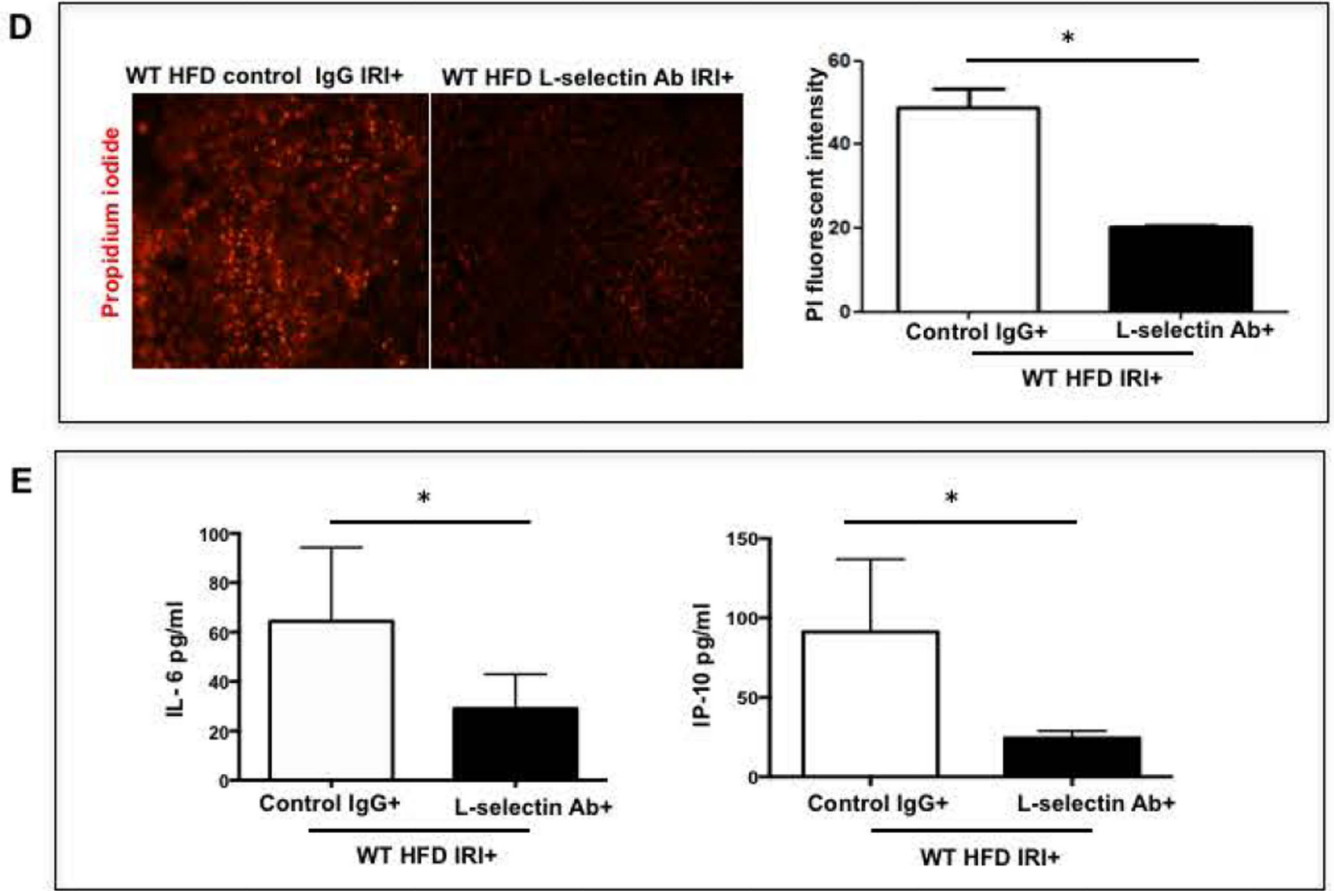 D
WT HFD control IgG IRI+
WT HFD L-selectin Ab IRI+
Propidium iodide
*
PI fluorescent intensity
60
40
20
0
Control IgG+
L-selectin Ab+
WT HFD IRI+
E
*
IL- 6 pg/ml
100
80
60
40
20
0
Control IgG+
L-selectin Ab+
WT HFD IRI+
*
IP-10 pg/ml
150
100
50
0
Control IgG+
L-selectin Ab+
WT HFD IRI+